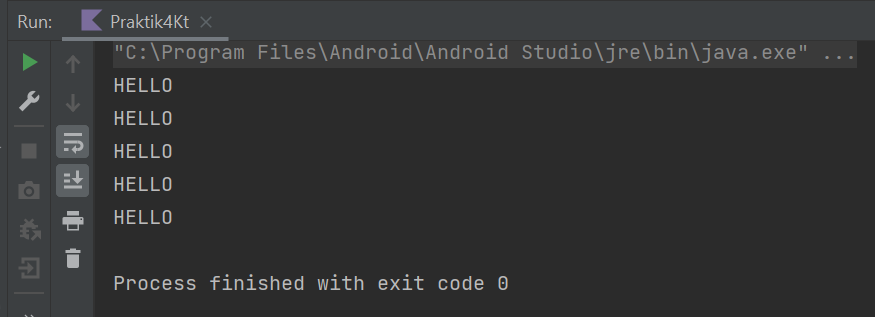 Run: Praktik4Kt
"C:\Program Files\Android\Android Studio\jre\bin\java.exe" ...
HELLO
HELLO
HELLO
HELLO
HELLO
Process finished with exit code 0